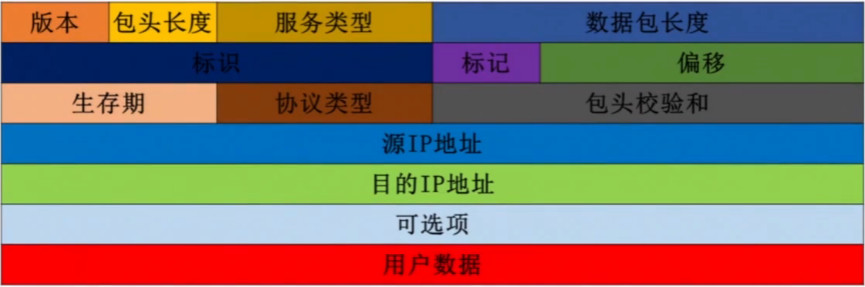 版本 包头长度 服务类型 数据包长度
标识 标记 偏移
生存期 协议类型 包头校验和
源IP地址
目的IP地址
可选项
用户数据